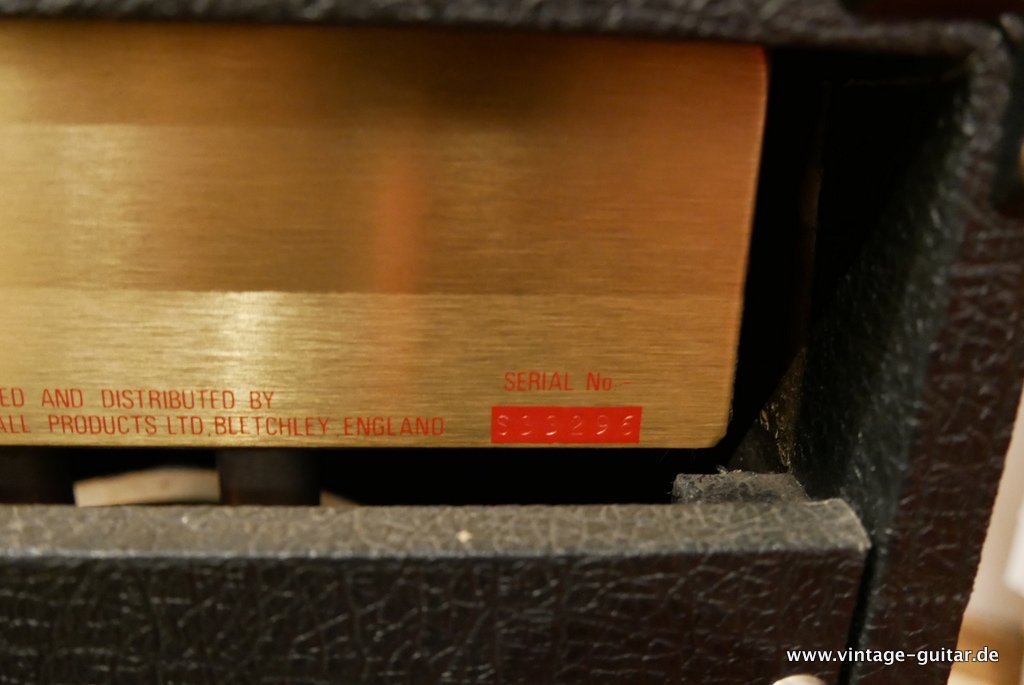 ED AND DISTRIBUTED BY
ALL PRODUCTS LTD, BLETCHLEY, ENGLAND
SERIAL No -
www.vintage-guitar.de